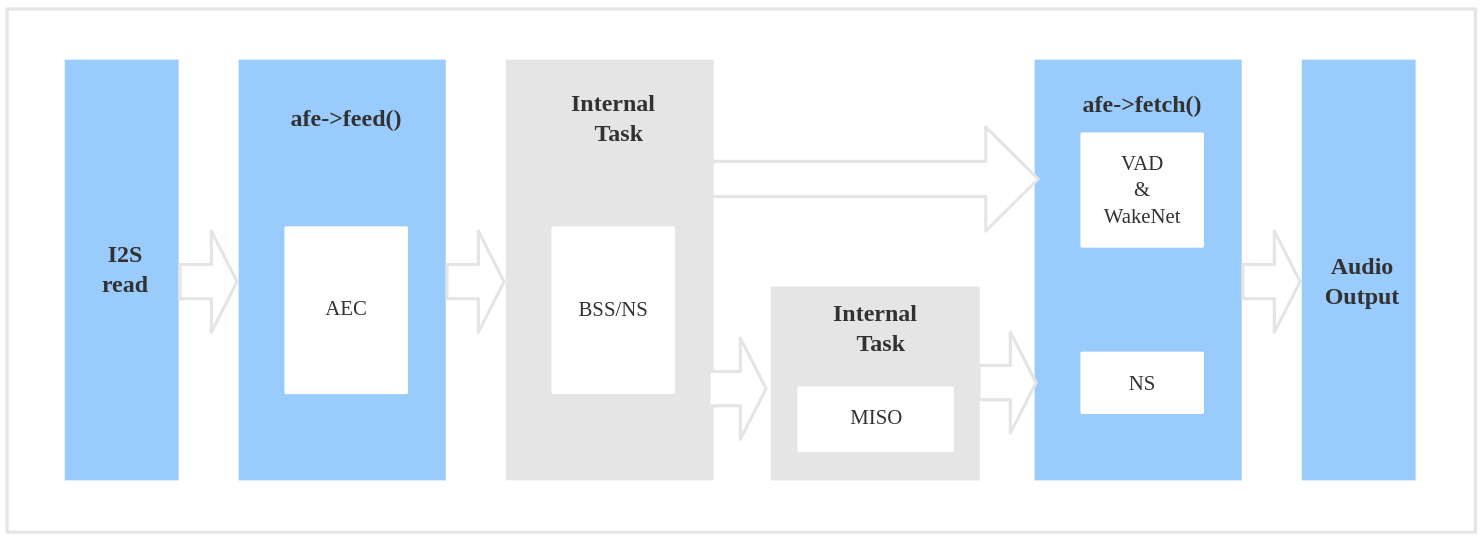 I2S
read
afe->feed()
AEC
Internal
Task
BSS/NS
Internal
Task
MISO
afe->fetch()
VAD
&
WakeNet
NS
Audio
Output